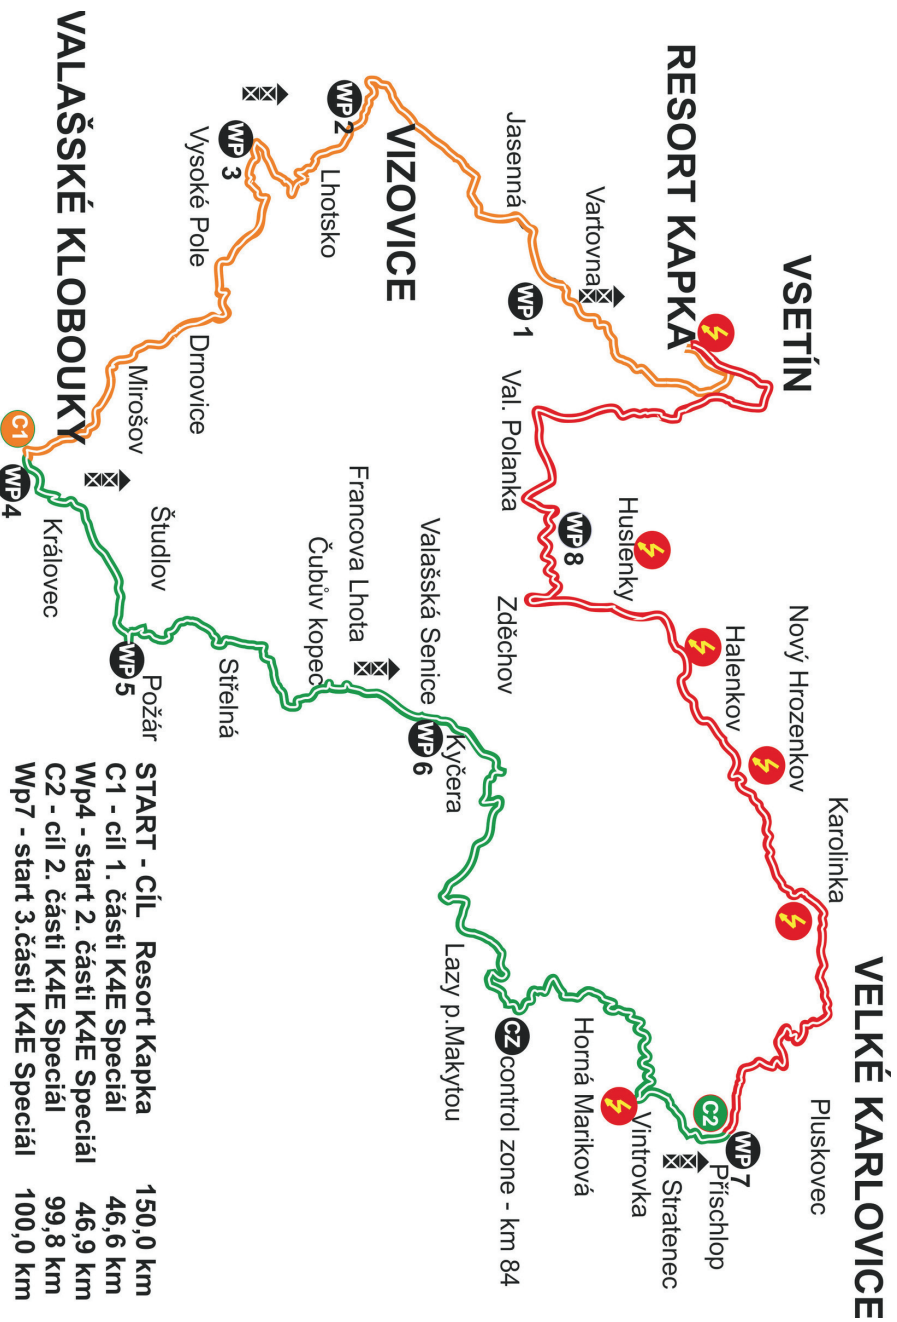 VELKÉ KARLOVICE
Pluskovec
Karolinka
VSETÍN
Nový Hrozenkov
WP 7
Příschlop
Halenkov
C2
Stratenec
RESORT KAPKA
Vintrovka
Huslenky
Vartovna
Horná Mariková
WP 8
WP 1
Val. Polanka
Zděchov
control zone - km 84
CZ
Jasenná
Lazy p.Makytou
Kyčera
VIZOVICE
Valašská Senice
WP 6
Francova Lhota
WP 2
Čubův kopec
Lhotsko
WP 3
Střelná
Vysoké Pole
Drnovice
Študlov
Požár
WP 5
Mirošov
VALAŠSKÉ KLOBOUKY
Královec
C1
WP 4
START - CÍL Resort Kapka 150,0 km
C1 - cíl 1. části K4E Speciál 46,6 km
Wp4 - start 2. části K4E Speciál 46,9 km
C2 - cíl 2. části K4E Speciál 99,8 km
Wp7 - start 3.části K4E Speciál 100,0 km